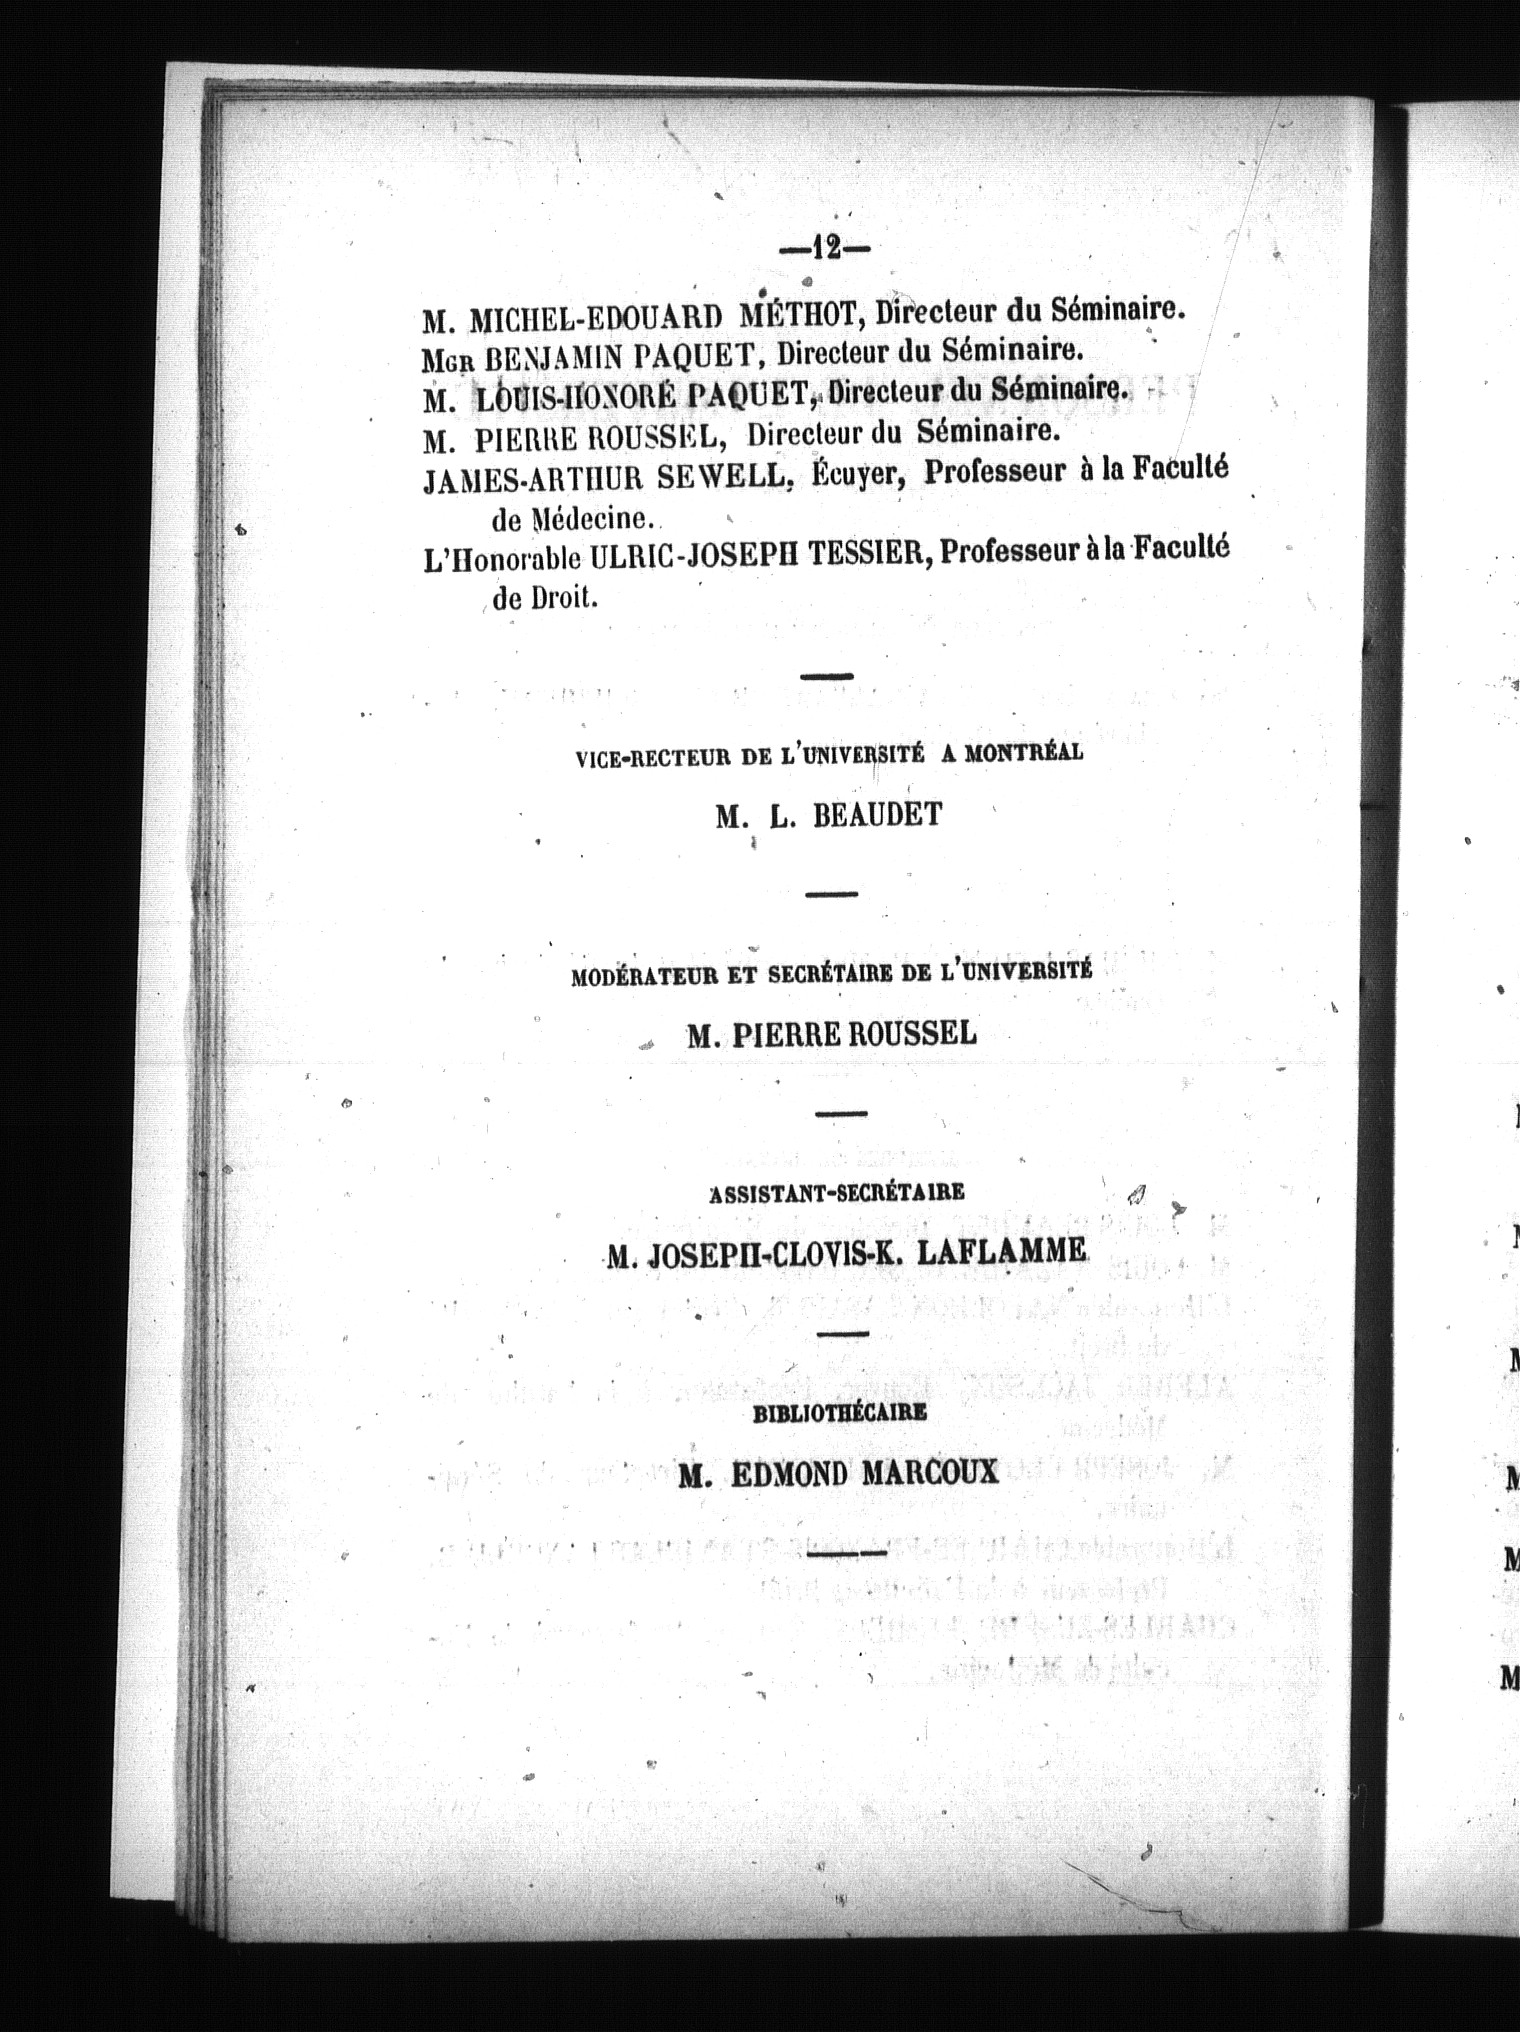 —12—
M. MICHEL-EDOUARD MÉTHOT, Directeur du Séminaire.
MGR BENJAMIN PAQUET, Directeur du Séminaire.
M. LOUIS-HONORÉ PAQUET, Directeur du Séminaire.
M. PIERRE ROUSSEL, Directeur du Séminaire.
JAMES-ARTHUR SEWELL, Écuyer, Professeur à la Faculté
de Médecine.
L'Honorable ULRIC-JOSEPH TESSIER, Professeur à la Faculté
de Droit.
VICE-RECTEUR DE L'UNIVERSITÉ A MONTRÉAL
M. L. BEAUDET
MODÉRATEUR ET SECRÉTAIRE DE L'UNIVERSITÉ
M. PIERRE ROUSSEL
ASSISTANT-SECRÉTAIRE
M. JOSEPH-CLOVIS-K. LAFLAMME
BIBLIOTHÉCAIRE
M. EDMOND MARCOUX